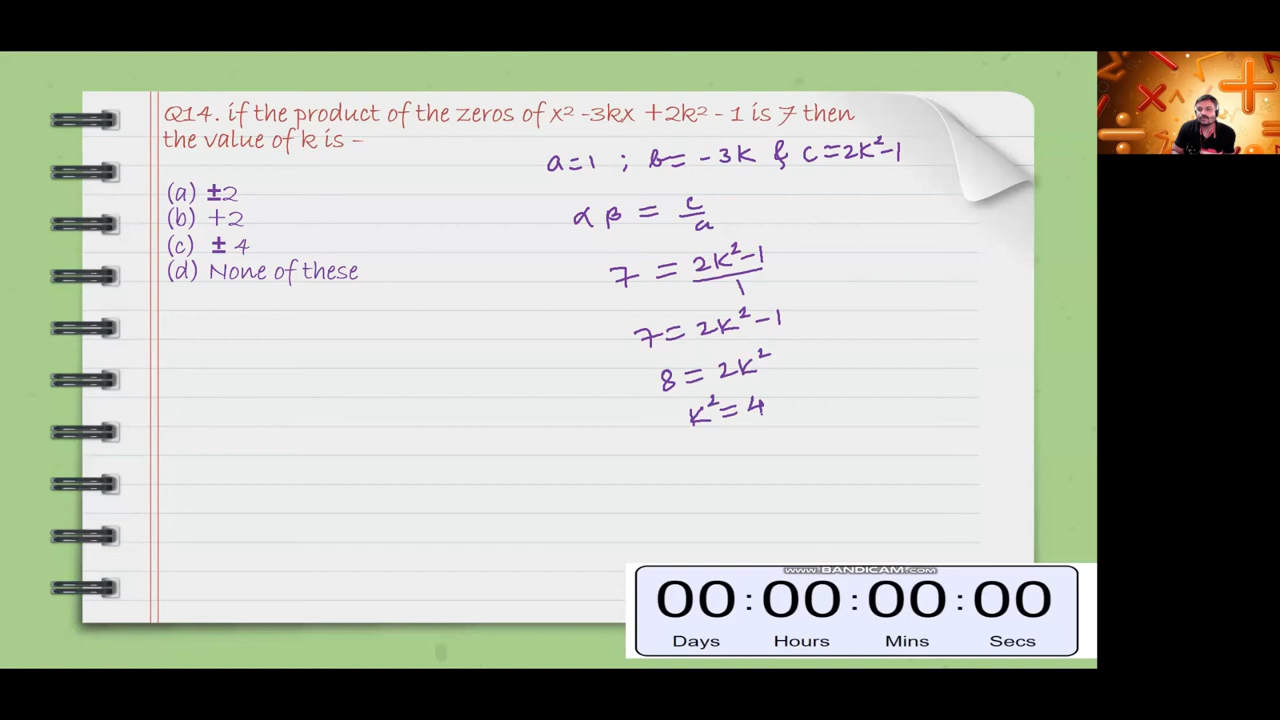 Q14. if the product of the zeros of x² -3kx +2k² - 1 is 7 then
the value of k is –
a=1 ; b= -3K & c=2K²-1
(a) ±2
(b) +2
(c) ± 4
(d) None of these
α β = c/a
7 = 2K²-1/1
7= 2K²-1
8 = 2K²
K²= 4
www.BANDICAM.com
00:00:00:00
Days Hours Mins Secs